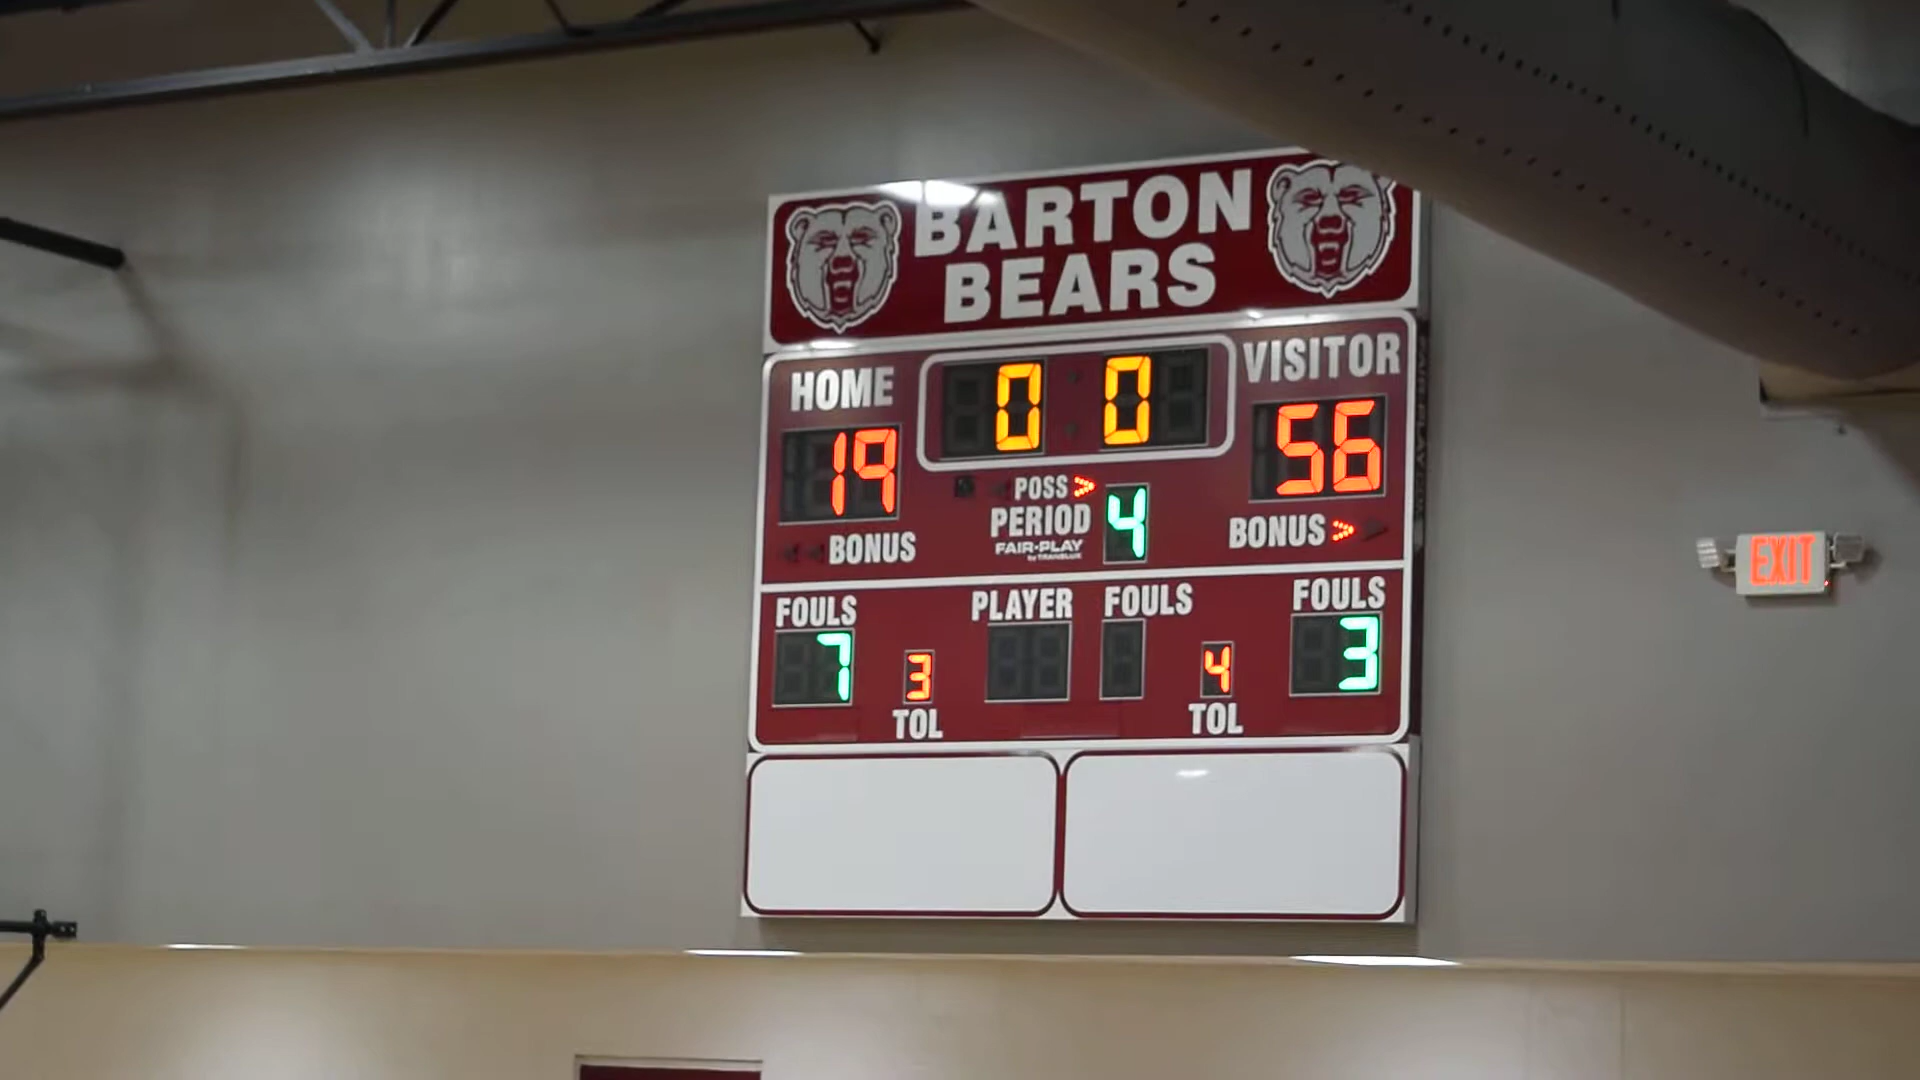 BARTON
BEARS
HOME
0 0
VISITOR
19
56
POSS >
PERIOD 4
FAIR-PLAY
BONUS
BONUS >
FOULS
PLAYER
FOULS
FOULS
7
3
4
3
TOL
TOL
EXIT